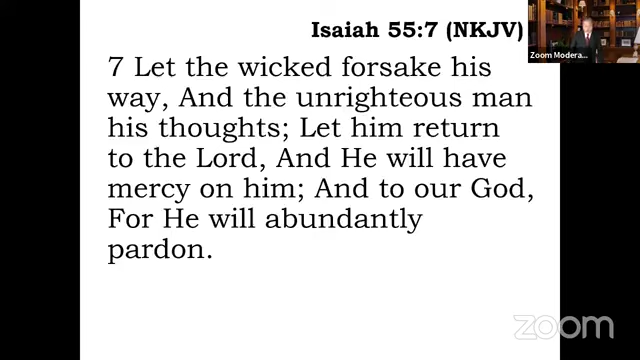 Isaiah 55:7 (NKJV)
Zoom Modera...
7 Let the wicked forsake his
way, And the unrighteous man
his thoughts; Let him return
to the Lord, And He will have
mercy on him; And to our God,
For He will abundantly
pardon.
zoom